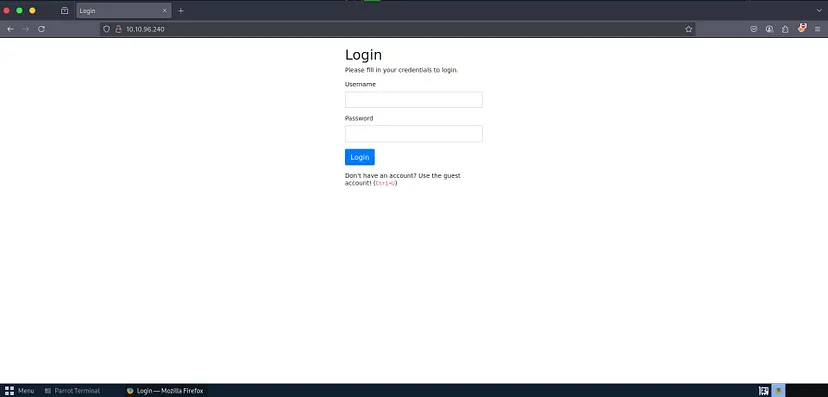 Login
10.10.96.240
Login
Please fill in your credentials to login.
Username
Password
Login
Don't have an account? Use the guest
account! (Ctrl+U)
Menu
Parrot Terminal
Login — Mozilla Firefox